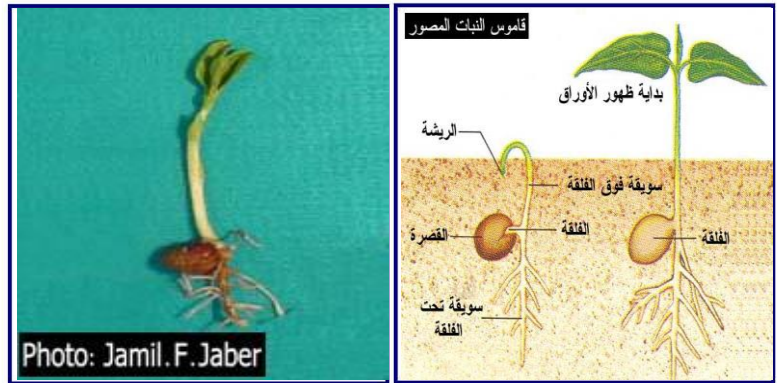 Photo: Jamil.F.Jaber
قاموس النبات المصور
بداية ظهور الأوراق
الريشة
سويقة فوق الفلقة
القصرة
الفلقة
الفلقة
سويقة تحت
الفلقة